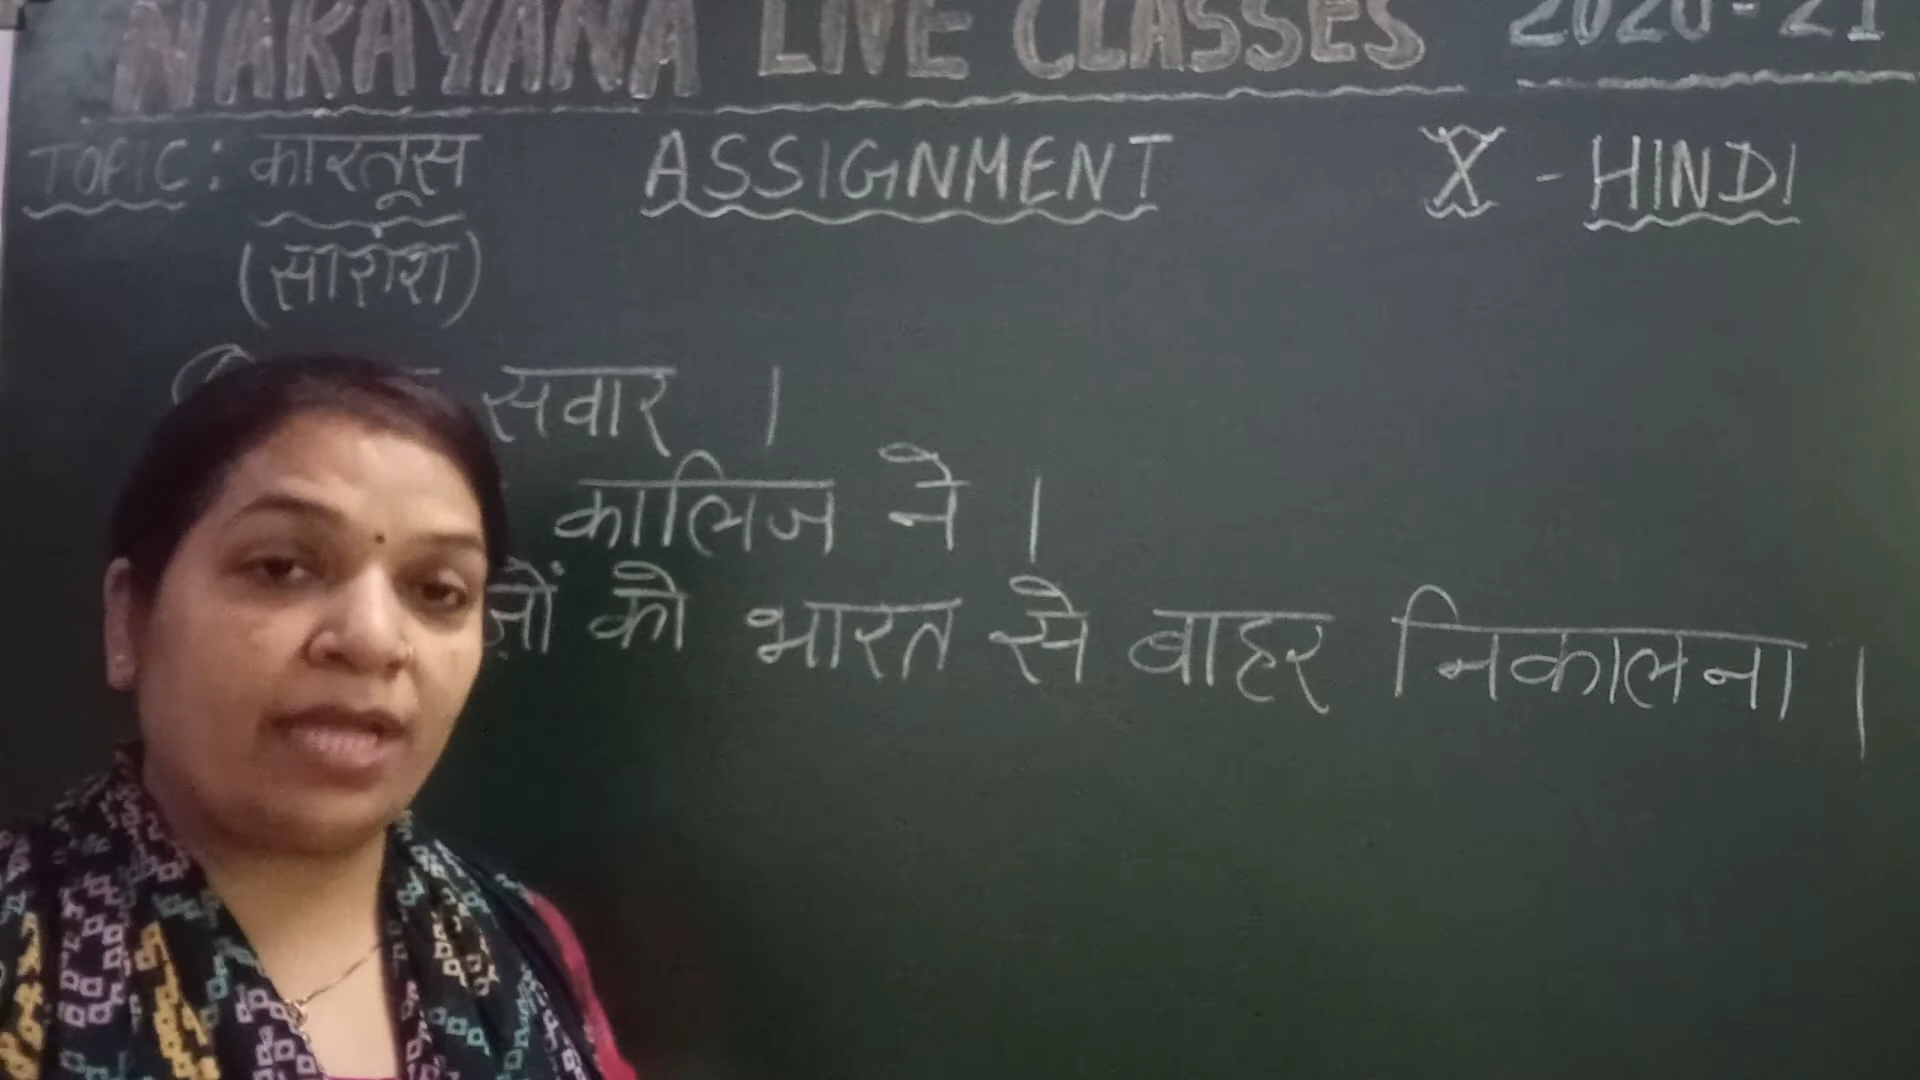 NARAYANA LIVE CLASSES 2020-21
TOPIC: कारतूस ASSIGNMENT X - HINDI
(सारांश)
सवार ।
कालिज ने ।
को भारत से बाहर निकालना ।